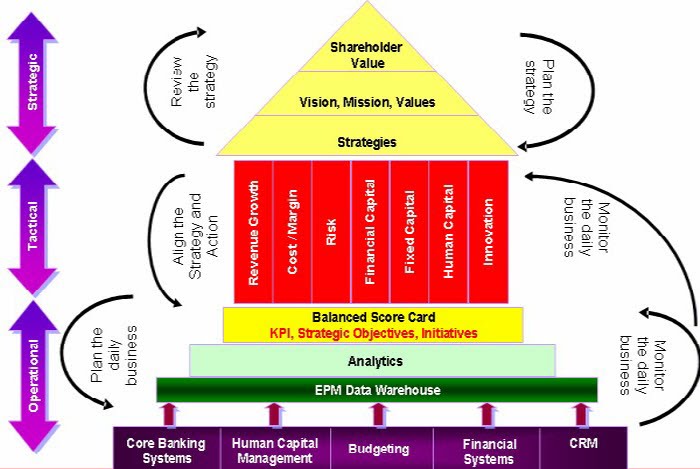 Strategic
Tactical
Operational
Review
the
strategy
Plan the
strategy
Shareholder
Value
Vision, Mission, Values
Strategies
Align the
Strategy and
Action
Revenue Growth
Cost /Margin
Risk
Financial Capital
Fixed Capital
Human Capital
Innovation
Monitor
the daily
business
Plan the
daily
business
Balanced Score Card
KPI, Strategic Objectives, Initiatives
Analytics
EPM Data Warehouse
Monitor
the daily
business
Core Banking
Systems
Human Capital
Management
Budgeting
Financial
Systems
CRM